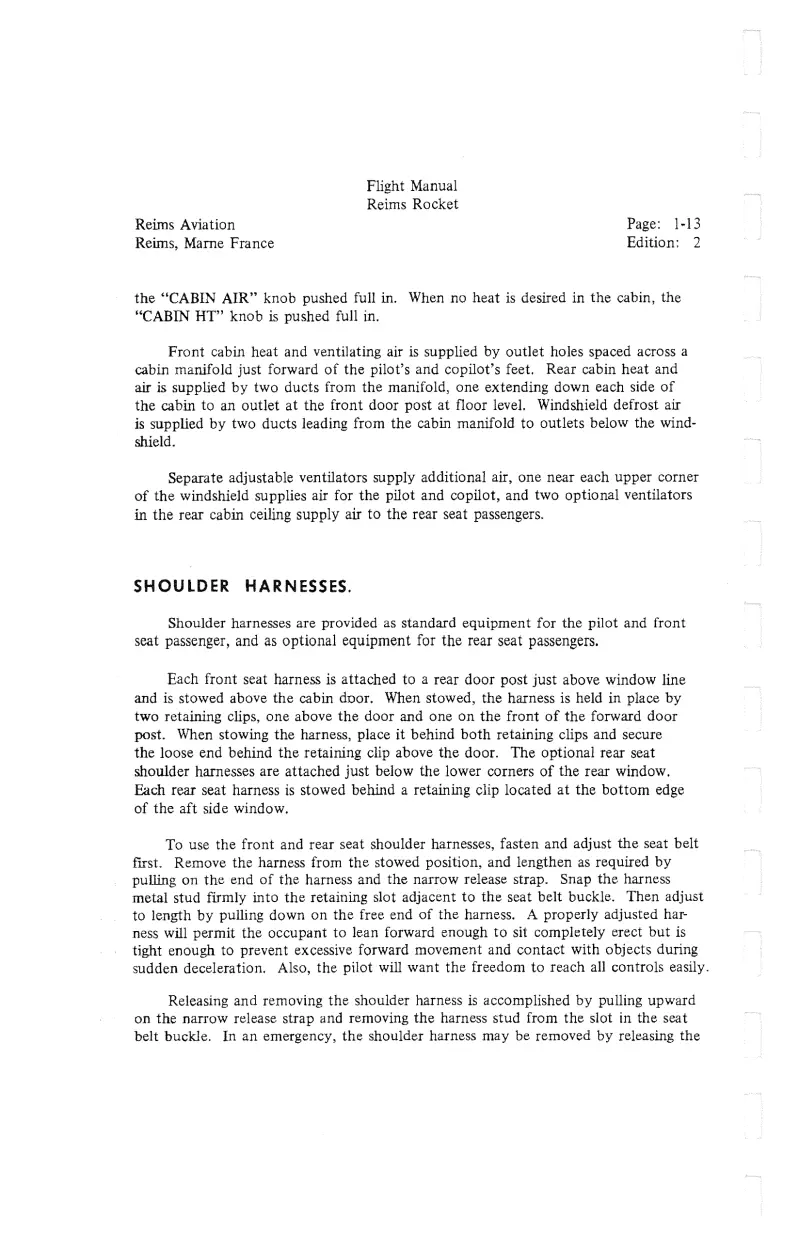 Flight Manual
Reims Rocket
Reims Aviation Page: 1-13
Reims, Marne France Edition: 2
the “CABIN AIR” knob pushed full in. When no heat is desired in the cabin, the
“CABIN HT” knob is pushed full in.
Front cabin heat and ventilating air is supplied by outlet holes spaced across a
cabin manifold just forward of the pilot's and copilot's feet. Rear cabin heat and
air is supplied by two ducts from the manifold, one extending down each side of
the cabin to an outlet at the front door post at floor level. Windshield defrost air
is supplied by two ducts leading from the cabin manifold to outlets below the wind-
shield.
Separate adjustable ventilators supply additional air, one near each upper corner
of the windshield supplies air for the pilot and copilot, and two optional ventilators
in the rear cabin ceiling supply air to the rear seat passengers.
SHOULDER HARNESSES.
Shoulder harnesses are provided as standard equipment for the pilot and front
seat passenger, and as optional equipment for the rear seat passengers.
Each front seat harness is attached to a rear door post just above window line
and is stowed above the cabin door. When stowed, the harness is held in place by
two retaining clips, one above the door and one on the front of the forward door
post. When stowing the harness, place it behind both retaining clips and secure
the loose end behind the retaining clip above the door. The optional rear seat
shoulder harnesses are attached just below the lower corners of the rear window.
Each rear seat harness is stowed behind a retaining clip located at the bottom edge
of the aft side window.
To use the front and rear seat shoulder harnesses, fasten and adjust the seat belt
first. Remove the harness from the stowed position, and lengthen as required by
pulling on the end of the harness and the narrow release strap. Snap the harness
metal stud firmly into the retaining slot adjacent to the seat belt buckle. Then adjust
to length by pulling down on the free end of the harness. A properly adjusted har-
ness will permit the occupant to lean forward enough to sit completely erect but is
tight enough to prevent excessive forward movement and contact with objects during
sudden deceleration. Also, the pilot will want the freedom to reach all controls easily.
Releasing and removing the shoulder harness is accomplished by pulling upward
on the narrow release strap and removing the harness stud from the slot in the seat
belt buckle. In an emergency, the shoulder harness may be removed by releasing the